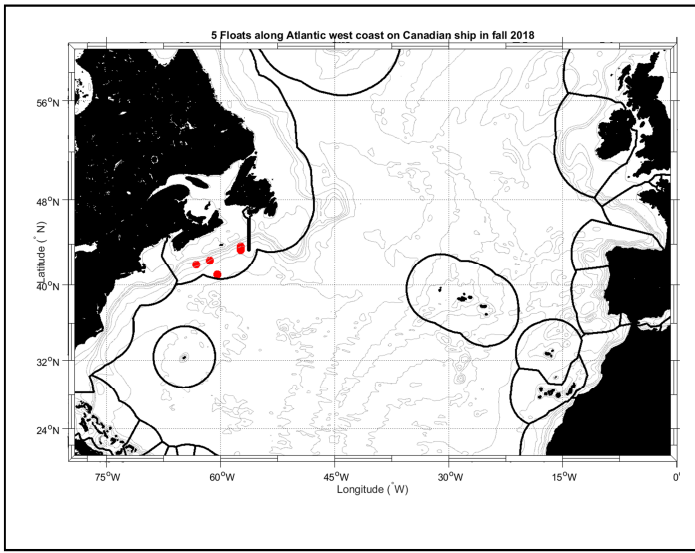 5 Floats along Atlantic west coast on Canadian ship in fall 2018
56°N
48°N
40°N
32°N
24°N
Latitude (°N)
75°W
60°W
45°W
30°W
15°W
0°
Longitude (°W)